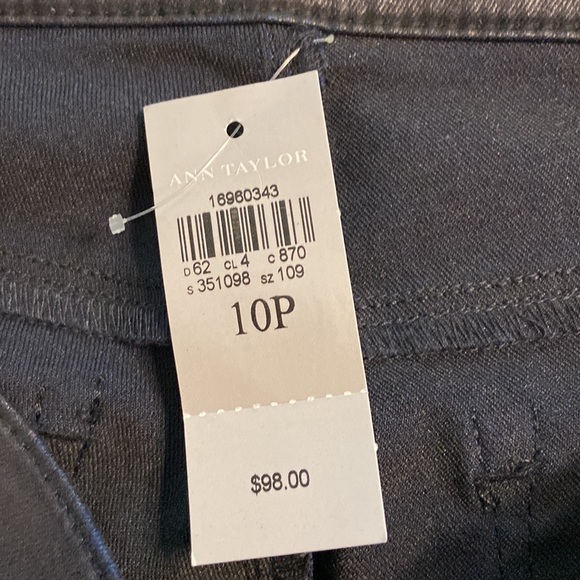 ANN TAYLOR
16960343
D 62 CL 4 C 870
S 351098 SZ 109
10P
$98.00